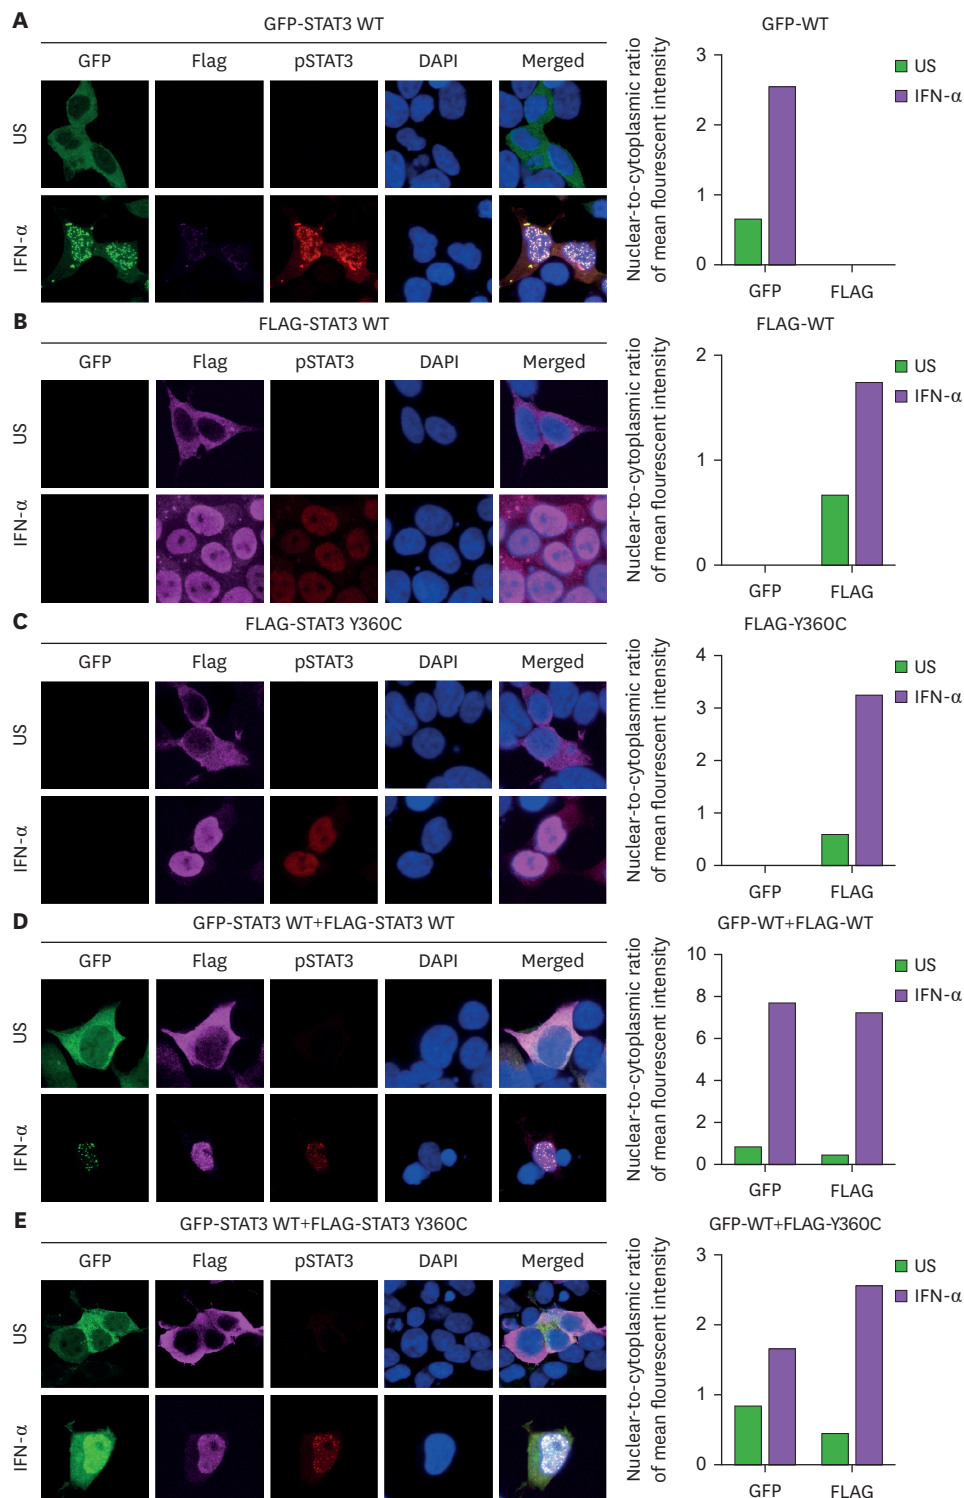 A
GFP-STAT3 WT
GFP Flag pSTAT3 DAPI Merged
US
IFN-α
GFP-WT
Nuclear-to-cytoplasmic ratio
of mean flourescent intensity
3
2
1
0
GFP FLAG
US
IFN-α
B
FLAG-STAT3 WT
GFP Flag pSTAT3 DAPI Merged
US
IFN-α
FLAG-WT
Nuclear-to-cytoplasmic ratio
of mean flourescent intensity
2
1
0
GFP FLAG
US
IFN-α
C
FLAG-STAT3 Y360C
GFP Flag pSTAT3 DAPI Merged
US
IFN-α
FLAG-Y360C
Nuclear-to-cytoplasmic ratio
of mean flourescent intensity
4
3
2
1
0
GFP FLAG
US
IFN-α
D
GFP-STAT3 WT+FLAG-STAT3 WT
GFP Flag pSTAT3 DAPI Merged
US
IFN-α
GFP-WT+FLAG-WT
Nuclear-to-cytoplasmic ratio
of mean flourescent intensity
10
8
6
4
2
0
GFP FLAG
US
IFN-α
E
GFP-STAT3 WT+FLAG-STAT3 Y360C
GFP Flag pSTAT3 DAPI Merged
US
IFN-α
GFP-WT+FLAG-Y360C
Nuclear-to-cytoplasmic ratio
of mean flourescent intensity
3
2
1
0
GFP FLAG
US
IFN-α